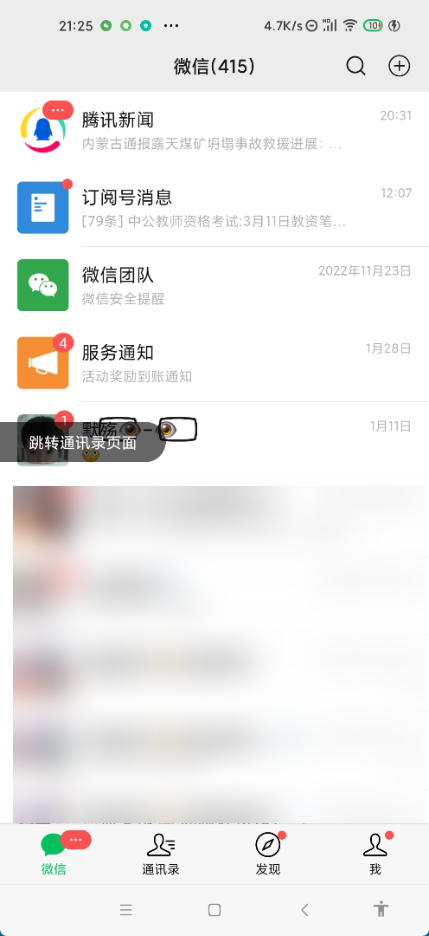 21:25
4.7K/s
HD
10
微信(415)
腾讯新闻
20:31
内蒙古通报露天煤矿坍塌事故救援进展：...
订阅号消息
12:07
[79条] 中公教师资格考试:3月11日教资笔...
微信团队
2022年11月23日
微信安全提醒
4
服务通知
1月28日
活动奖励到账通知
1
默殇
1月11日
跳转通讯录页面
微信
通讯录
发现
我